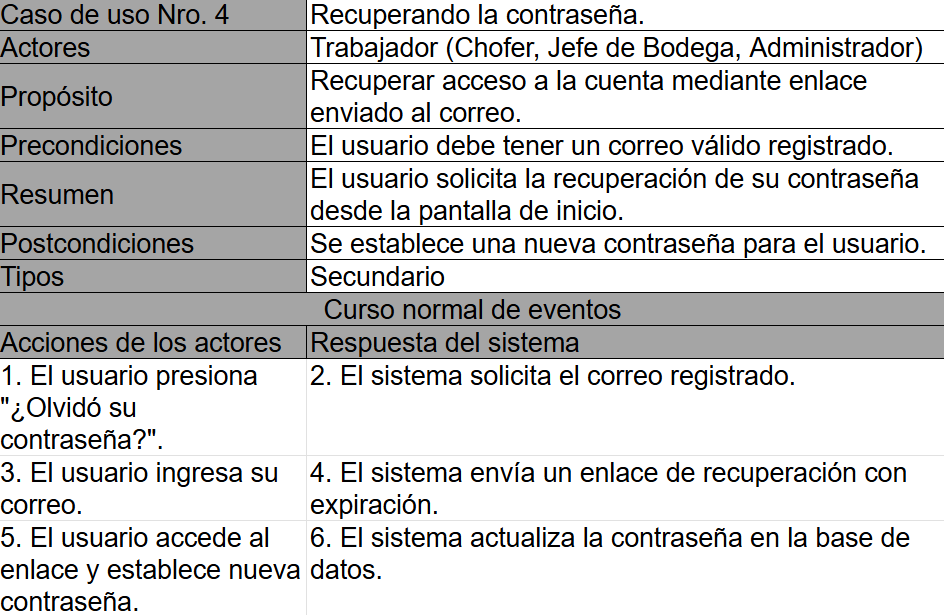 Caso de uso Nro. 4
Recuperando la contraseña.
Actores
Trabajador (Chofer, Jefe de Bodega, Administrador)
Propósito
Recuperar acceso a la cuenta mediante enlace
enviado al correo.
Precondiciones
El usuario debe tener un correo válido registrado.
Resumen
El usuario solicita la recuperación de su contraseña
desde la pantalla de inicio.
Postcondiciones
Se establece una nueva contraseña para el usuario.
Tipos
Secundario
Curso normal de eventos
Acciones de los actores
Respuesta del sistema
1. El usuario presiona
"¿Olvidó su
contraseña?".
2. El sistema solicita el correo registrado.
3. El usuario ingresa su
correo.
4. El sistema envía un enlace de recuperación con
expiración.
5. El usuario accede al
enlace y establece nueva
contraseña.
6. El sistema actualiza la contraseña en la base de
datos.